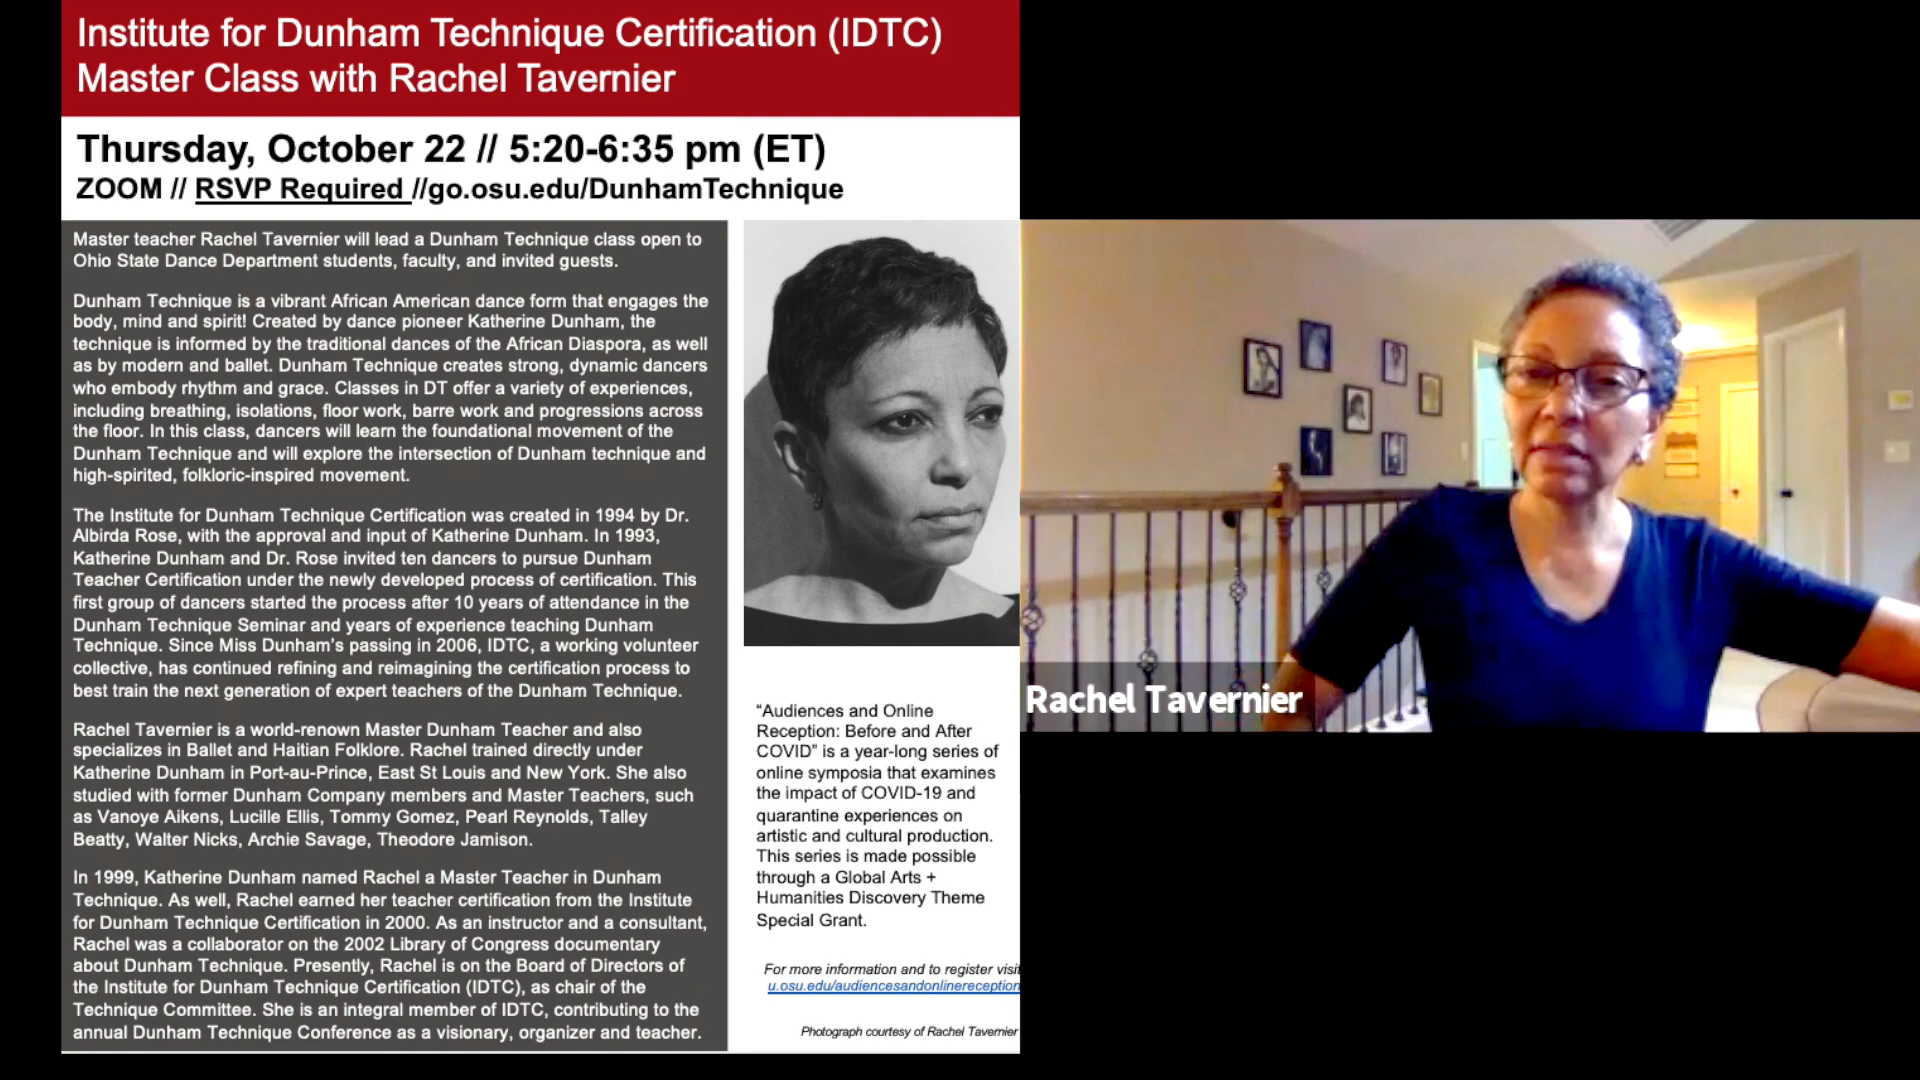 Institute for Dunham Technique Certification (IDTC)
Master Class with Rachel Tavernier
Thursday, October 22 // 5:20-6:35 pm (ET)
ZOOM // RSVP Required //go.osu.edu/DunhamTechnique
Master teacher Rachel Tavernier will lead a Dunham Technique class open to
Ohio State Dance Department students, faculty, and invited guests.
Dunham Technique is a vibrant African American dance form that engages the
body, mind and spirit! Created by dance pioneer Katherine Dunham, the
technique is informed by the traditional dances of the African Diaspora, as well
as by modern and ballet. Dunham Technique creates strong, dynamic dancers
who embody rhythm and grace. Classes in DT offer a variety of experiences,
including breathing, isolations, floor work, barre work and progressions across
the floor. In this class, dancers will learn the foundational movement of the
Dunham Technique and will explore the intersection of Dunham technique and
high-spirited, folkloric-inspired movement.
The Institute for Dunham Technique Certification was created in 1994 by Dr.
Albirda Rose, with the approval and input of Katherine Dunham. In 1993,
Katherine Dunham and Dr. Rose invited ten dancers to pursue Dunham
Teacher Certification under the newly developed process of certification. This
first group of dancers started the process after 10 years of attendance in the
Dunham Technique Seminar and years of experience teaching Dunham
Technique. Since Miss Dunham's passing in 2006, IDTC, a working volunteer
collective, has continued refining and reimagining the certification process to
best train the next generation of expert teachers of the Dunham Technique.
Rachel Tavernier is a world-renown Master Dunham Teacher and also
specializes in Ballet and Haitian Folklore. Rachel trained directly under
Katherine Dunham in Port-au-Prince, East St Louis and New York. She also
studied with former Dunham Company members and Master Teachers, such
as Vanoye Aikens, Lucille Ellis, Tommy Gomez, Pearl Reynolds, Talley
Beatty, Walter Nicks, Archie Savage, Theodore Jamison.
In 1999, Katherine Dunham named Rachel a Master Teacher in Dunham
Technique. As well, Rachel earned her teacher certification from the Institute
for Dunham Technique Certification in 2000. As an instructor and a consultant,
Rachel was a collaborator on the 2002 Library of Congress documentary
about Dunham Technique. Presently, Rachel is on the Board of Directors of
the Institute for Dunham Technique Certification (IDTC), as chair of the
Technique Committee. She is an integral member of IDTC, contributing to the
annual Dunham Technique Conference as a visionary, organizer and teacher.
"Audiences and Online
Reception: Before and After
COVID" is a year-long series of
online symposia that examines
the impact of COVID-19 and
quarantine experiences on
artistic and cultural production.
This series is made possible
through a Global Arts +
Humanities Discovery Theme
Special Grant.
For more information and to register visit
u.osu.edu/audiencesandonlinereception
Photograph courtesy of Rachel Tavernier
Rachel Tavernier